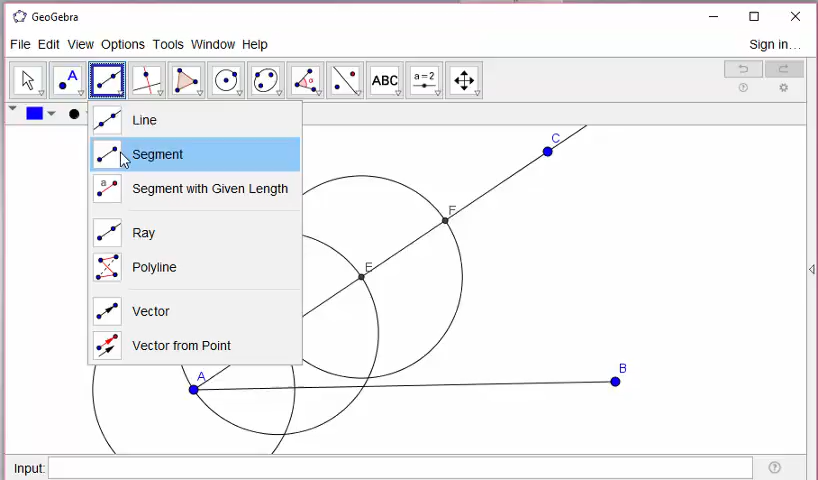 GeoGebra
File Edit View Options Tools Window Help
Sign in...
A
α
ABC
a=2
Line
Segment
a
Segment with Given Length
Ray
Polyline
Vector
Vector from Point
C
F
E
A
B
Input: